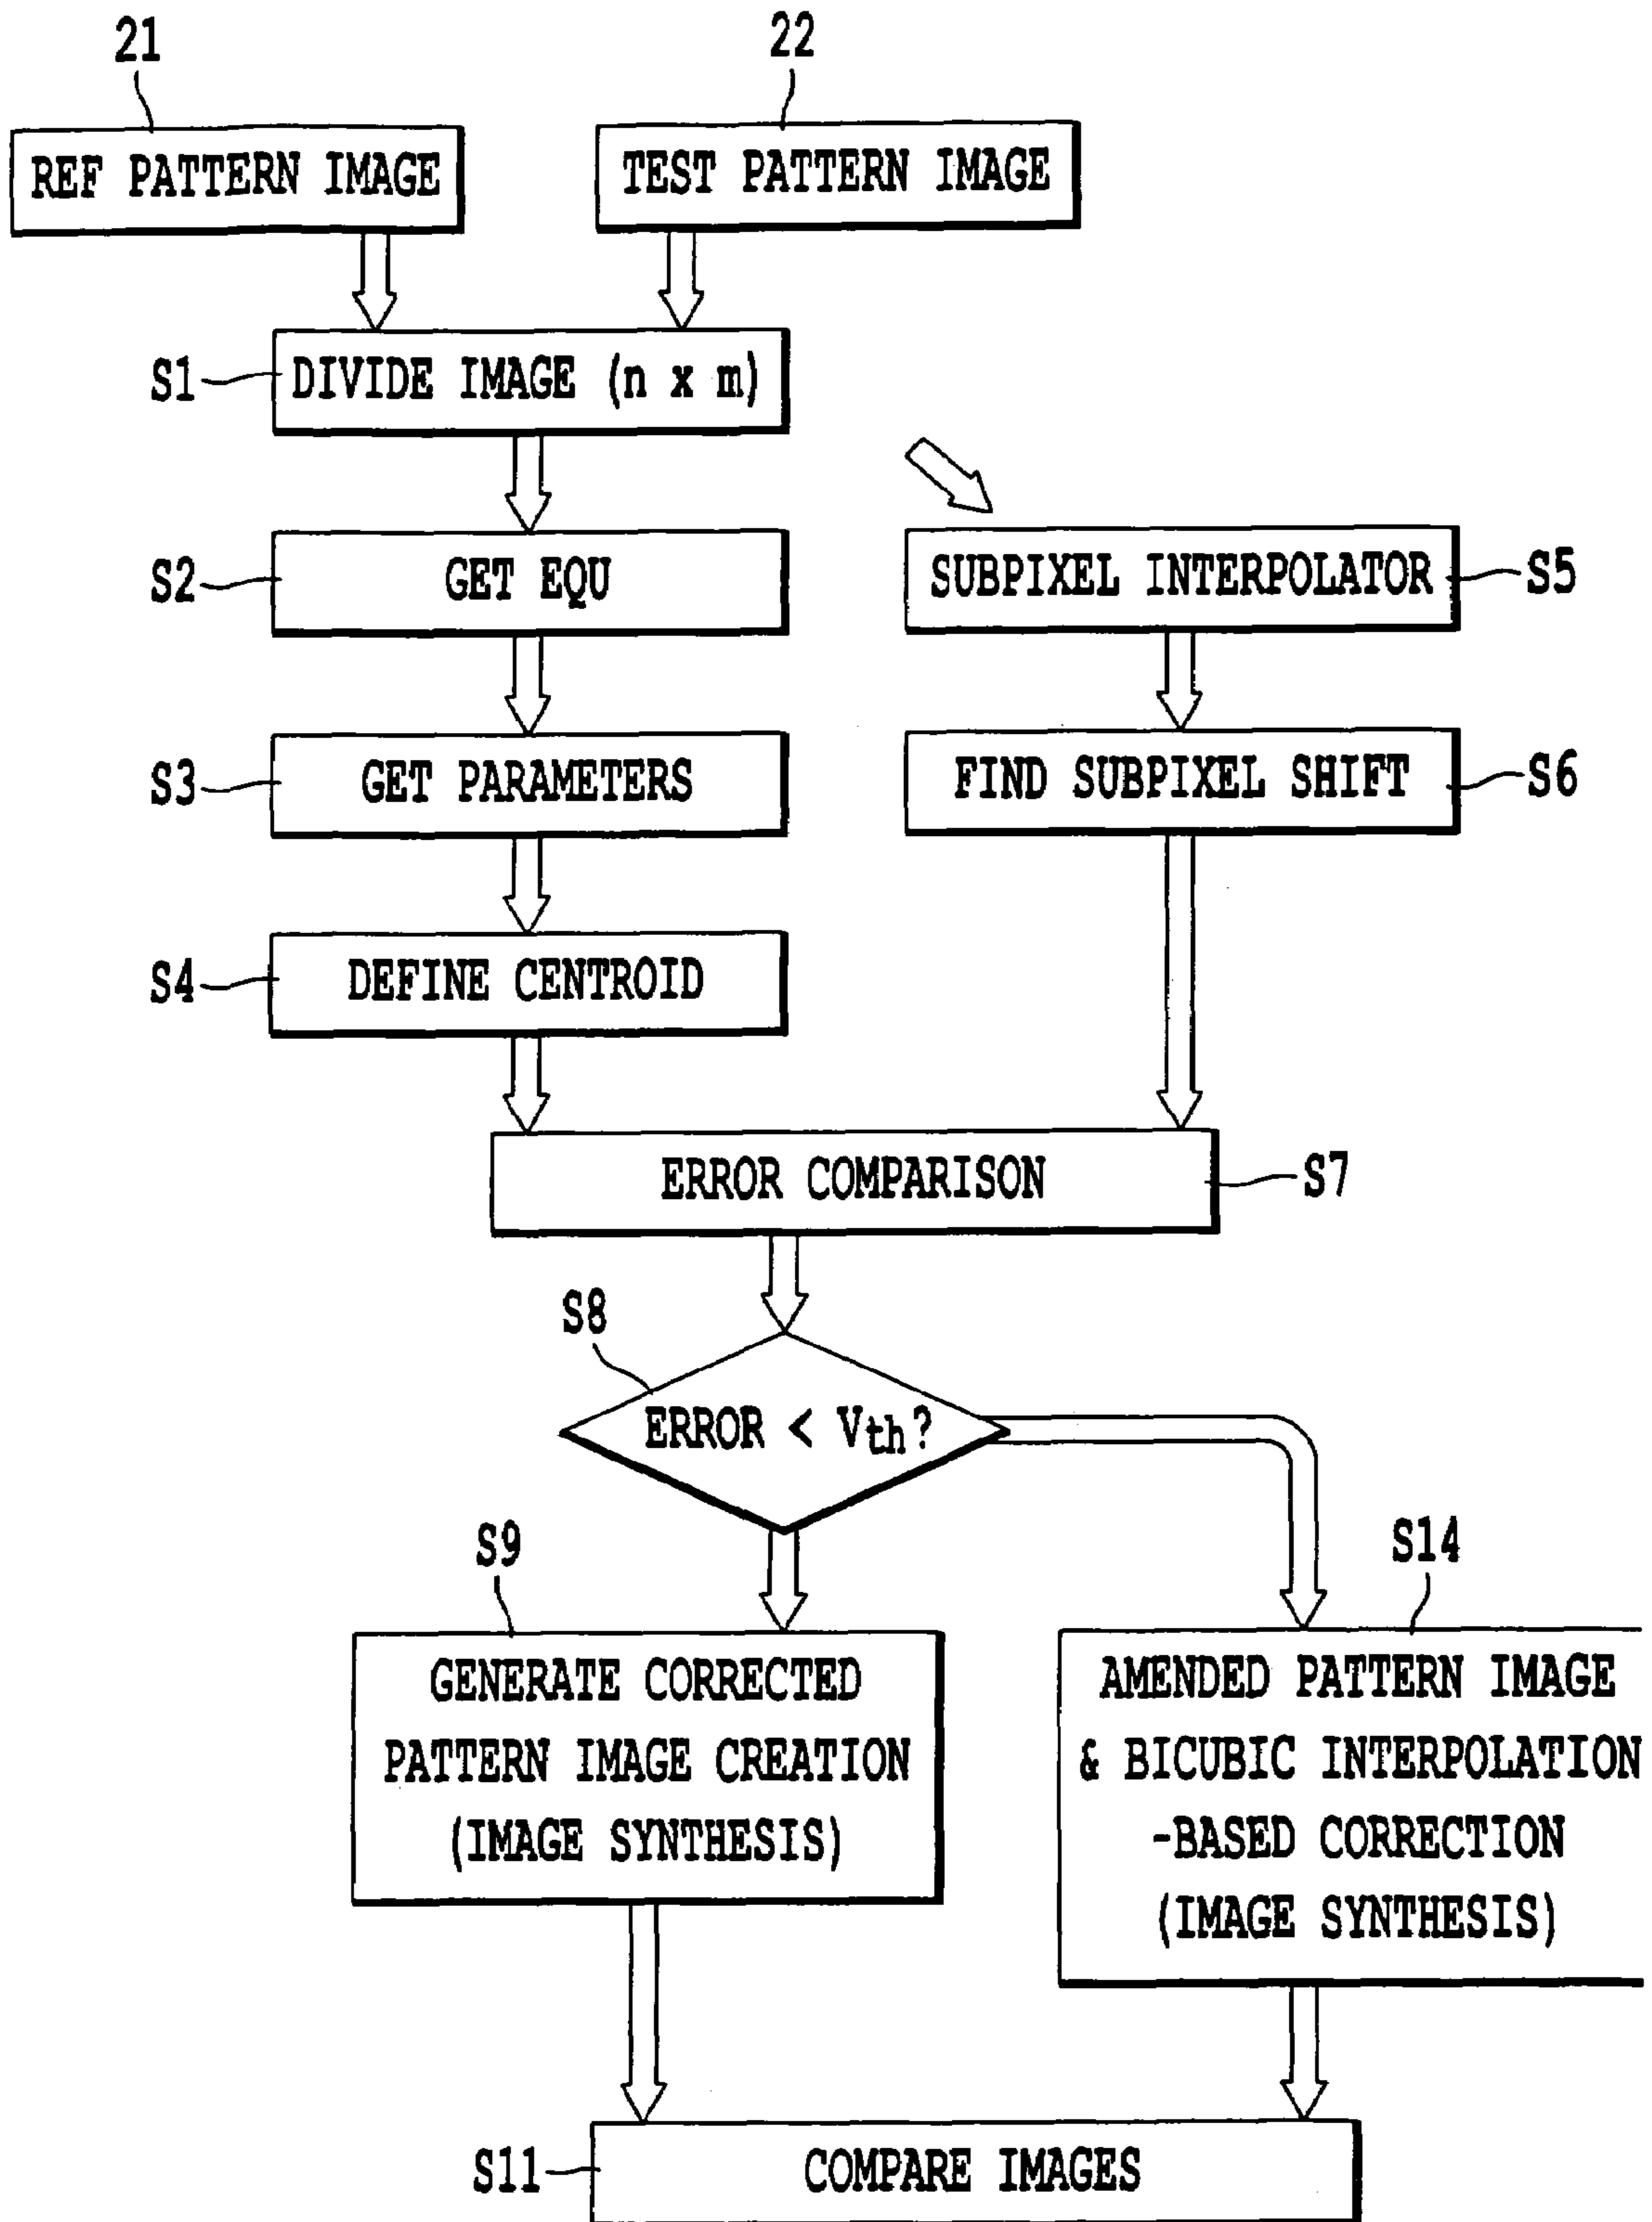 21
22
REF PATTERN IMAGE
TEST PATTERN IMAGE
S1
DIVIDE IMAGE (n x m)
S2
GET EQU
SUBPIXEL INTERPOLATOR
S5
S3
GET PARAMETERS
FIND SUBPIXEL SHIFT
S6
S4
DEFINE CENTROID
ERROR COMPARISON
S7
S8
ERROR < Vth?
S9
S14
GENERATE CORRECTED
PATTERN IMAGE CREATION
(IMAGE SYNTHESIS)
AMENDED PATTERN IMAGE
& BICUBIC INTERPOLATION
-BASED CORRECTION
(IMAGE SYNTHESIS)
S11
COMPARE IMAGES